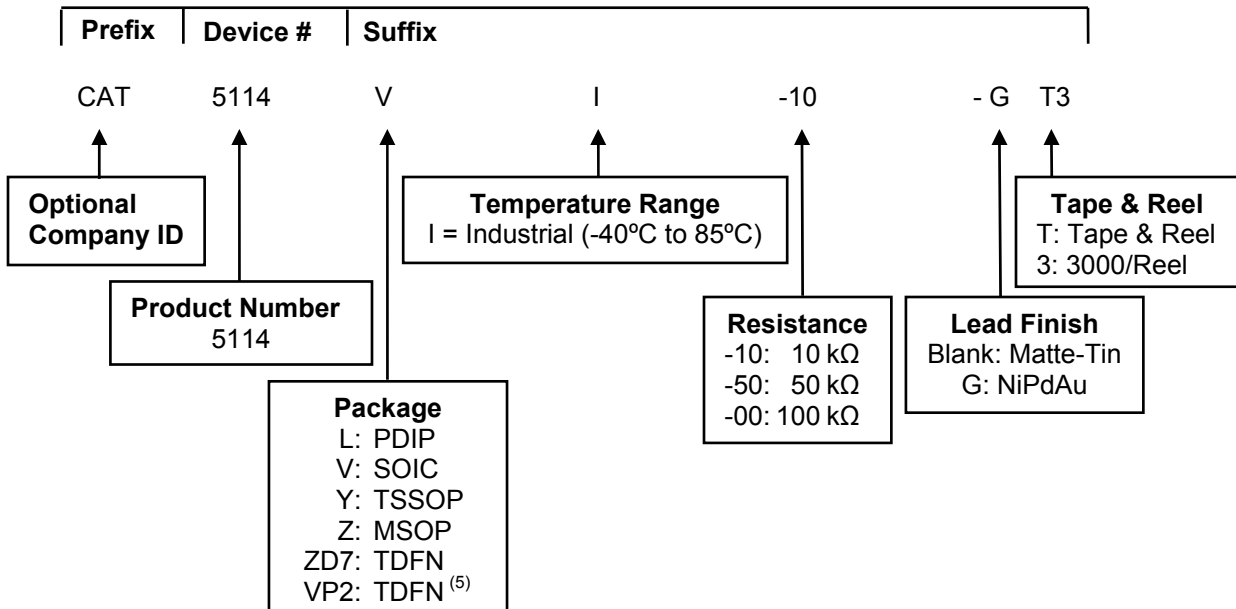 Prefix Device # Suffix
CAT 5114 V I -10 - G T3
Optional
Company ID
Product Number
5114
Package
L: PDIP
V: SOIC
Y: TSSOP
Z: MSOP
ZD7: TDFN
VP2: TDFN (5)
Temperature Range
I = Industrial (-40ºC to 85ºC)
Resistance
-10: 10 kΩ
-50: 50 kΩ
-00: 100 kΩ
Lead Finish
Blank: Matte-Tin
G: NiPdAu
Tape & Reel
T: Tape & Reel
3: 3000/Reel